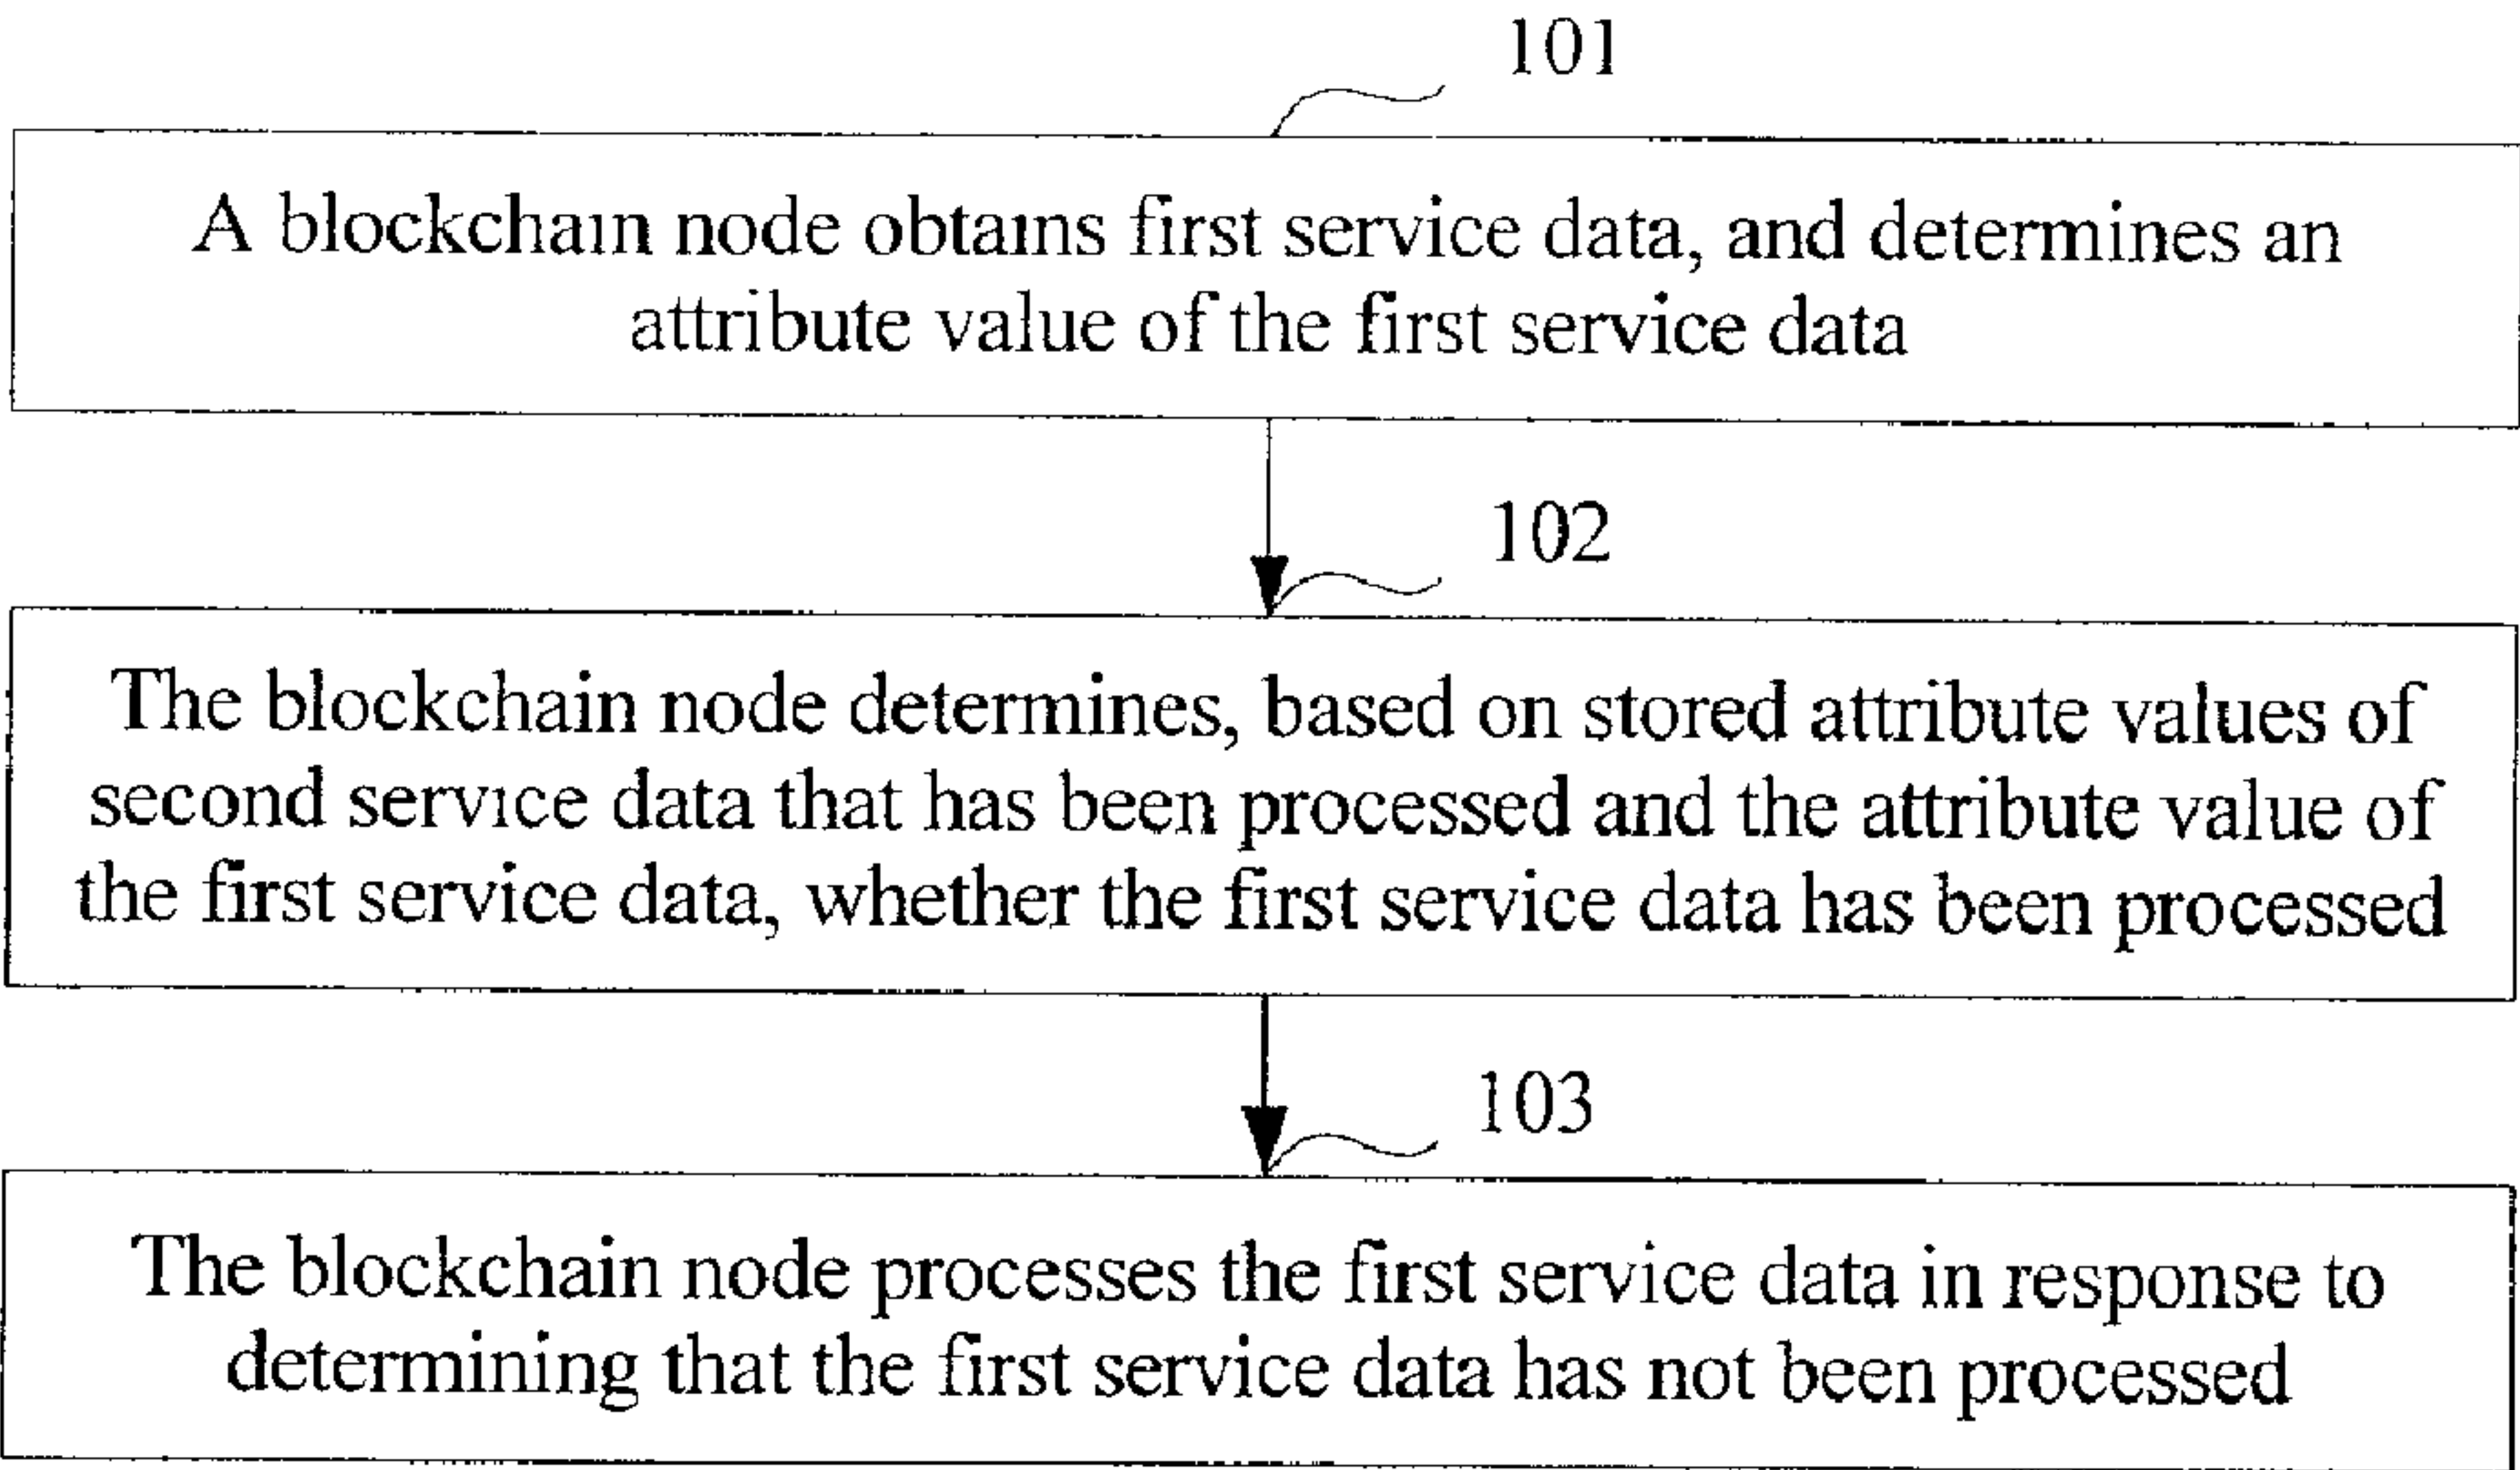 101
A blockchain node obtains first service data, and determines an
attribute value of the first service data
102
The blockchain node determines, based on stored attribute values of
second service data that has been processed and the attribute value of
the first service data, whether the first service data has been processed
103
The blockchain node processes the first service data in response to
determining that the first service data has not been processed